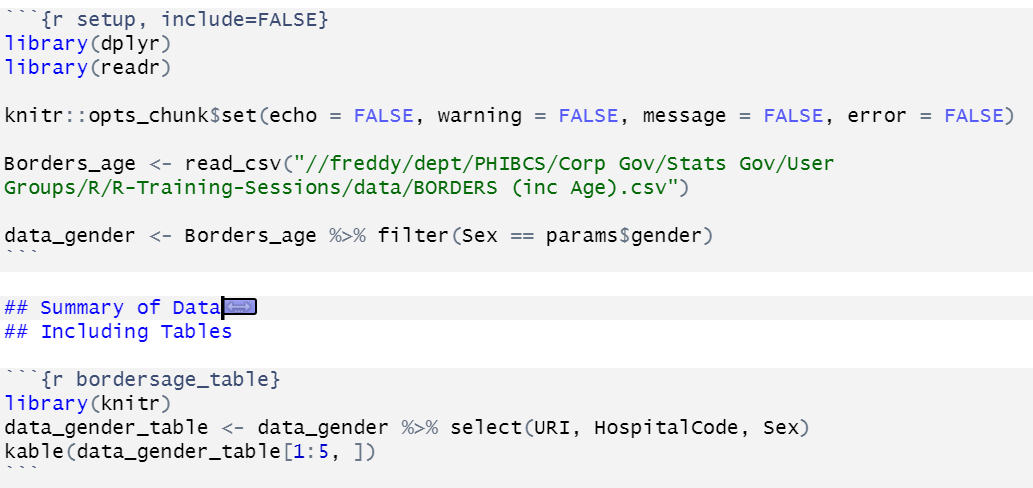 ```{r setup, include=FALSE}
library(dplyr)
library(readr)
knitr::opts_chunk$set(echo = FALSE, warning = FALSE, message = FALSE, error = FALSE)
Borders_age <- read_csv("//freddy/dept/PHIBCS/Corp Gov/Stats Gov/User
Groups/R/R-Training-Sessions/data/BORDERS (inc Age).csv")
data_gender <- Borders_age %>% filter(Sex == params$gender)
```
## Summary of Data
## Including Tables
```{r bordersage_table}
library(knitr)
data_gender_table <- data_gender %>% select(URI, HospitalCode, Sex)
kable(data_gender_table[1:5, ])
```